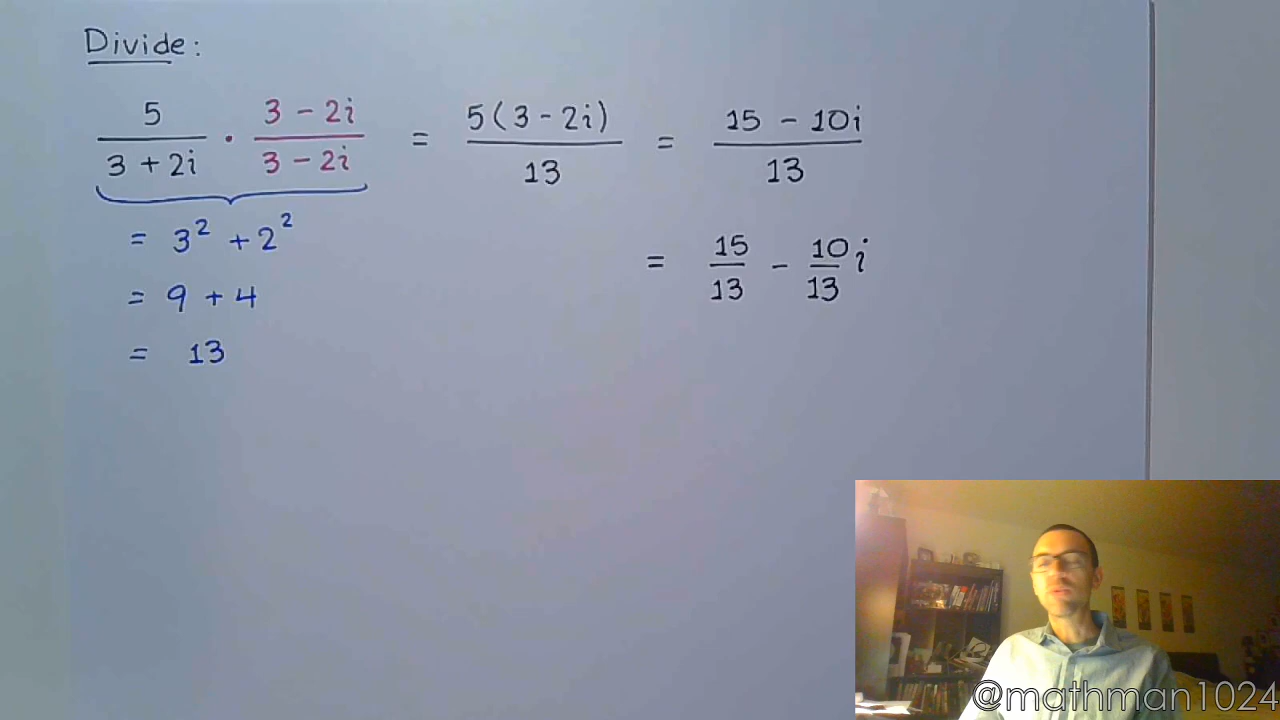 Divide:
5/(3 + 2i) · (3 - 2i)/(3 - 2i) = 5(3 - 2i)/13 = (15 - 10i)/13
= 3² + 2²
= 15/13 - 10/13 i
= 9 + 4
= 13
@mathman1024